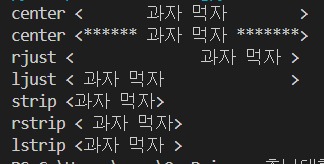 center <         과자 먹자          >
center <****** 과자 먹자 *******>
rjust <                 과자 먹자 >
ljust < 과자 먹자                 >
strip <과자 먹자>
rstrip < 과자 먹자>
lstrip <과자 먹자 >